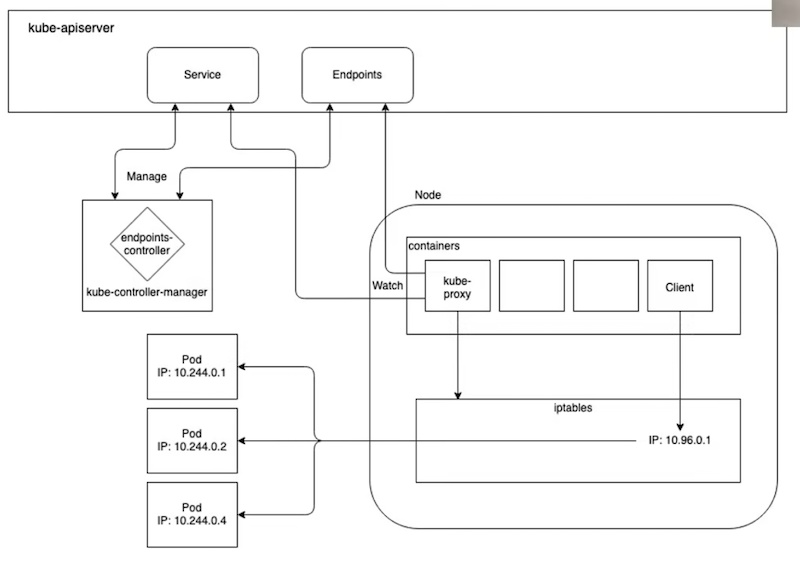 kube-apiserver
Service
Endpoints
Manage
endpoints-
controller
kube-controller-manager
Node
containers
Watch
kube-
proxy
Client
iptables
IP: 10.96.0.1
Pod
IP: 10.244.0.1
Pod
IP: 10.244.0.2
Pod
IP: 10.244.0.4